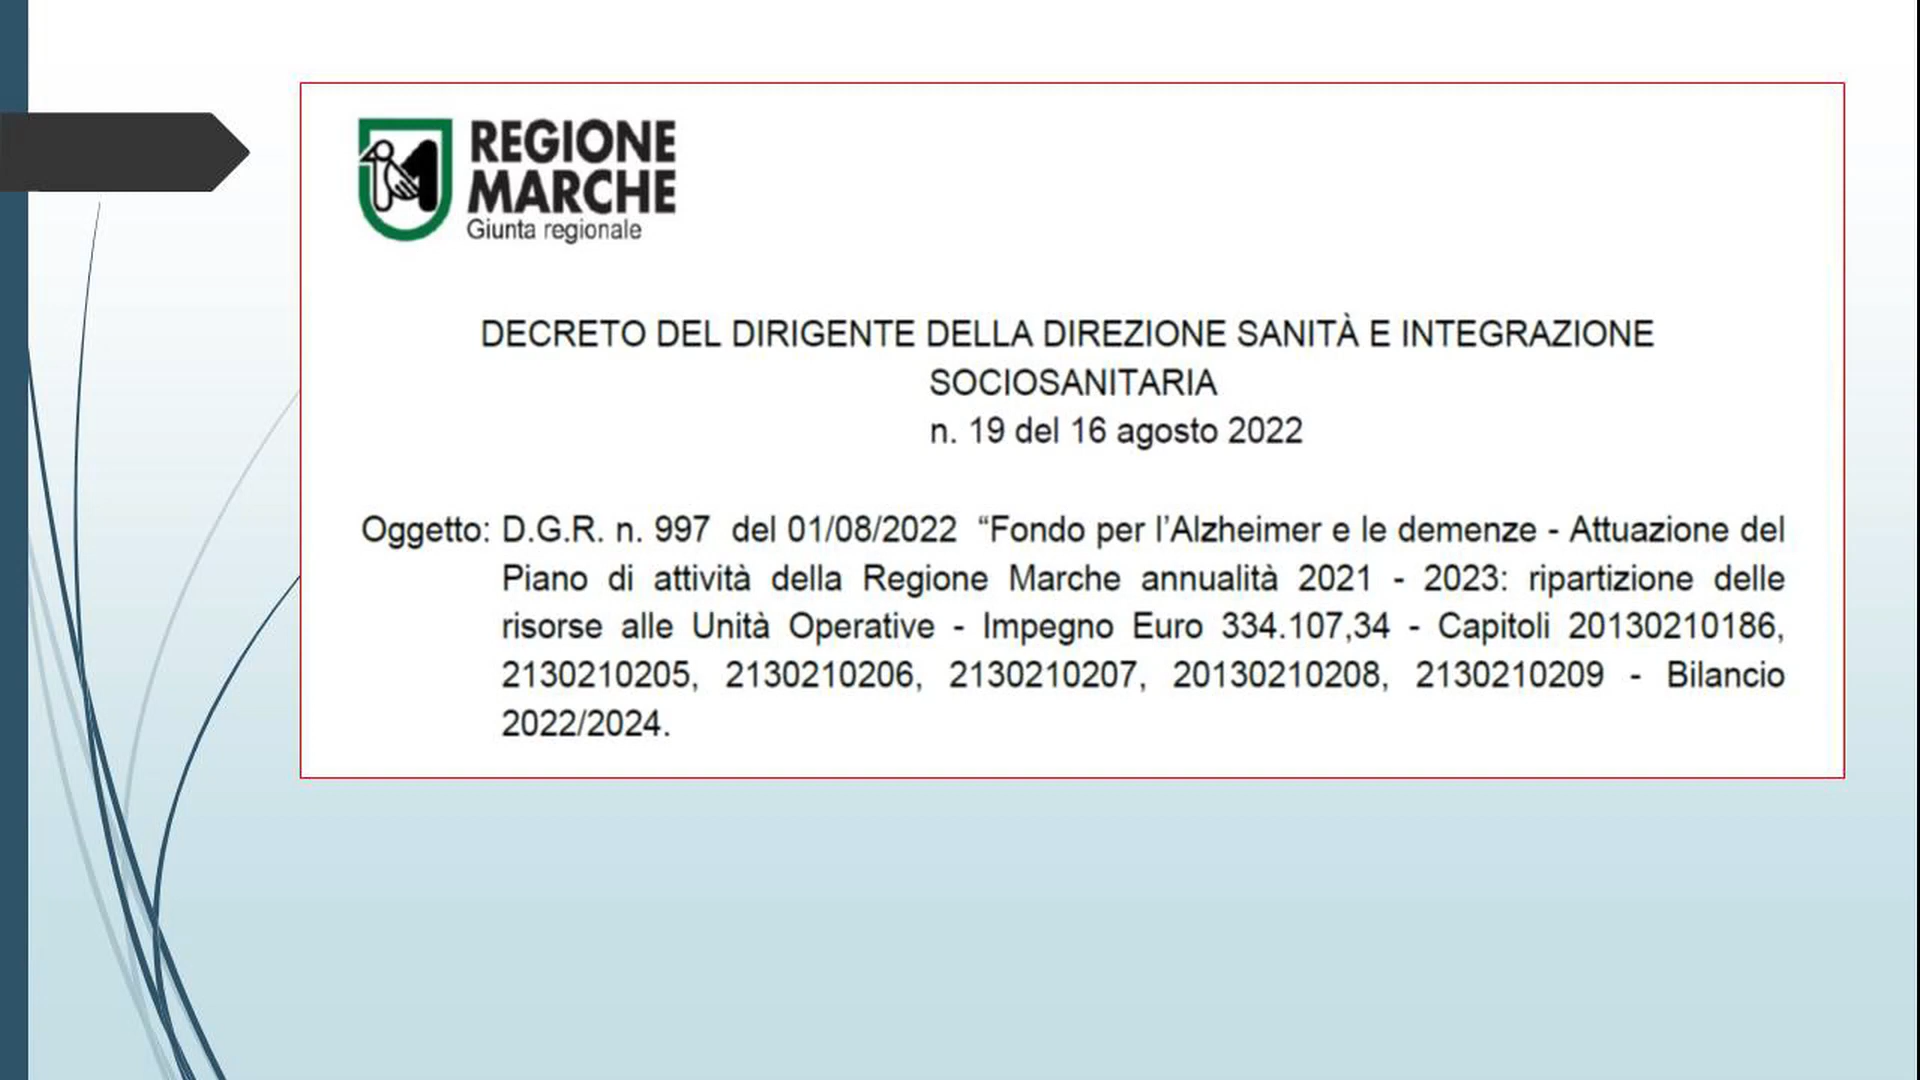 REGIONE
MARCHE
Giunta regionale
DECRETO DEL DIRIGENTE DELLA DIREZIONE SANITÀ E INTEGRAZIONE
SOCIOSANITARIA
n. 19 del 16 agosto 2022
Oggetto: D.G.R. n. 997 del 01/08/2022 “Fondo per l’Alzheimer e le demenze - Attuazione del
Piano di attività della Regione Marche annualità 2021 - 2023: ripartizione delle
risorse alle Unità Operative - Impegno Euro 334.107,34 - Capitoli 20130210186,
2130210205, 2130210206, 2130210207, 20130210208, 2130210209 - Bilancio
2022/2024.